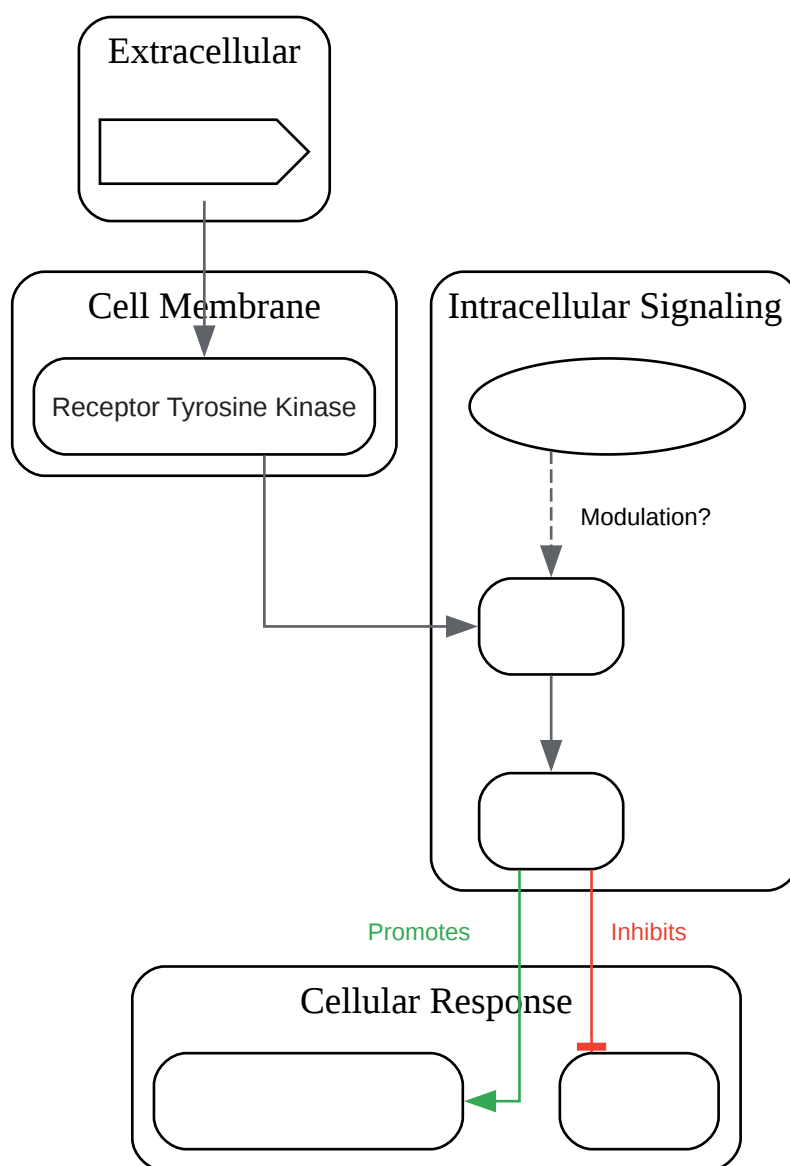 Extracellular
Cell Membrane
Intracellular Signaling
Receptor Tyrosine Kinase
Modulation?
Promotes
Inhibits
Cellular Response